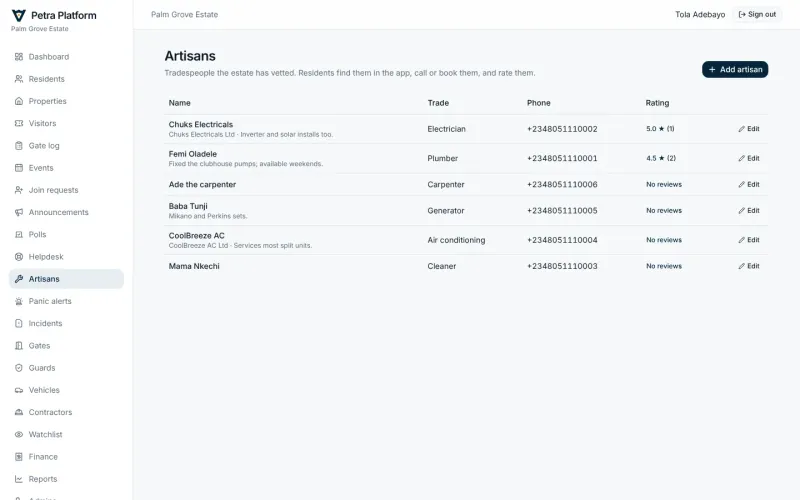 Petra Platform
Palm Grove Estate
Palm Grove Estate
Tola Adebayo
Sign out
Dashboard
Residents
Properties
Visitors
Gate log
Events
Join requests
Announcements
Polls
Helpdesk
Artisans
Panic alerts
Incidents
Gates
Guards
Vehicles
Contractors
Watchlist
Finance
Reports
Artisans
Tradespeople the estate has vetted. Residents find them in the app, call or book them, and rate them.
+ Add artisan
Name Trade Phone Rating
Chuks Electricals Electrician +2348051110002 5.0 ★ (1) Edit
Chuks Electricals Ltd · Inverter and solar installs too.
Femi Oladele Plumber +2348051110001 4.5 ★ (2) Edit
Fixed the clubhouse pumps; available weekends.
Ade the carpenter Carpenter +2348051110006 No reviews Edit
Baba Tunji Generator +2348051110005 No reviews Edit
Mikano and Perkins sets.
CoolBreeze AC Air conditioning +2348051110004 No reviews Edit
CoolBreeze AC Ltd · Services most split units.
Mama Nkechi Cleaner +2348051110003 No reviews Edit